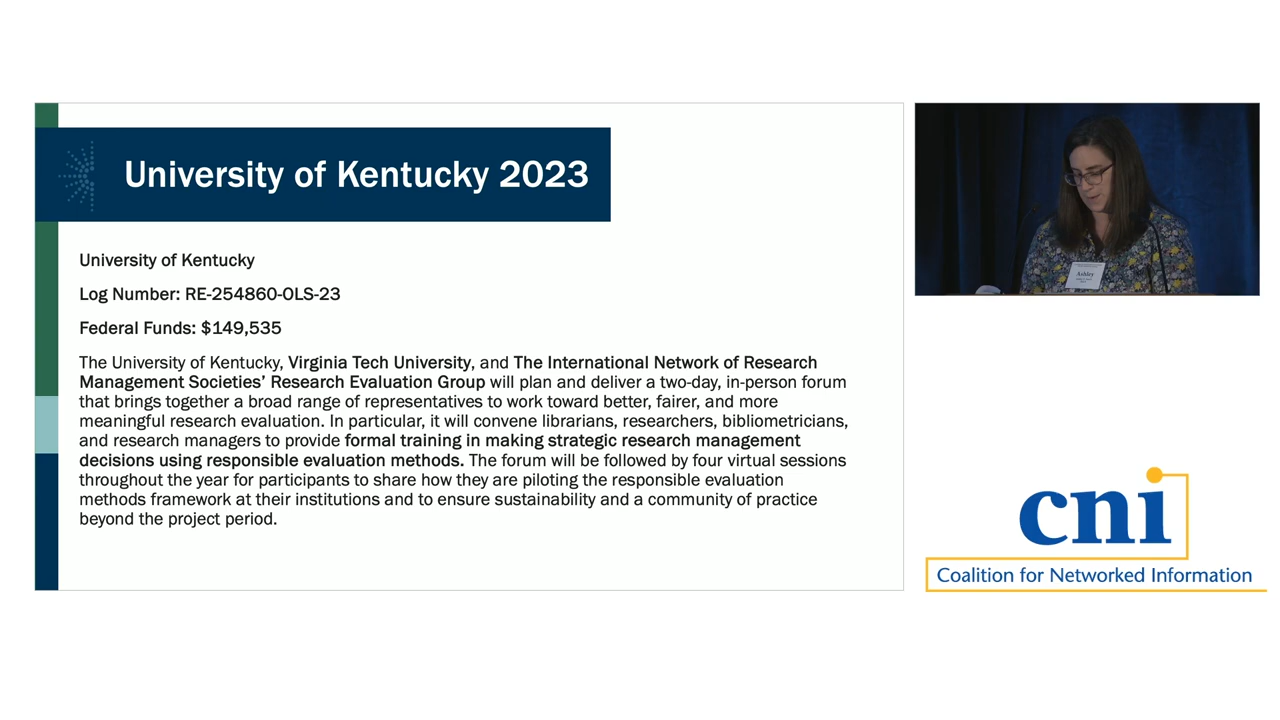 University of Kentucky 2023
University of Kentucky
Log Number: RE-254860-OLS-23
Federal Funds: $149,535
The University of Kentucky, Virginia Tech University, and The International Network of Research
Management Societies’ Research Evaluation Group will plan and deliver a two-day, in-person forum
that brings together a broad range of representatives to work toward better, fairer, and more
meaningful research evaluation. In particular, it will convene librarians, researchers, bibliometricians,
and research managers to provide formal training in making strategic research management
decisions using responsible evaluation methods. The forum will be followed by four virtual sessions
throughout the year for participants to share how they are piloting the responsible evaluation
methods framework at their institutions and to ensure sustainability and a community of practice
beyond the project period.
Ashley
cni
Coalition for Networked Information